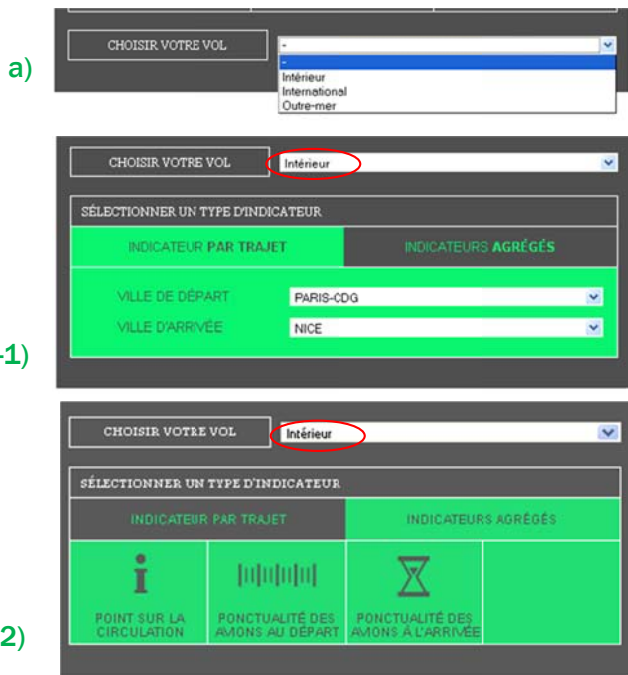 a)
CHOISIR VOTRE VOL
-
-
Intérieur
International
Outre-mer
CHOISIR VOTRE VOL
Intérieur
SÉLECTIONNER UN TYPE D'INDICATEUR
INDICATEUR PAR TRAJET
INDICATEURS AGRÉGÉS
VILLE DE DÉPART
PARIS-CDG
VILLE D'ARRIVÉE
NICE
-1)
CHOISIR VOTRE VOL
Intérieur
SÉLECTIONNER UN TYPE D'INDICATEUR
INDICATEUR PAR TRAJET
INDICATEURS AGRÉGÉS
POINT SUR LA
CIRCULATION
PONCTUALITÉ DES
AVIONS AU DÉPART
PONCTUALITÉ DES
AVIONS À L'ARRIVÉE
2)